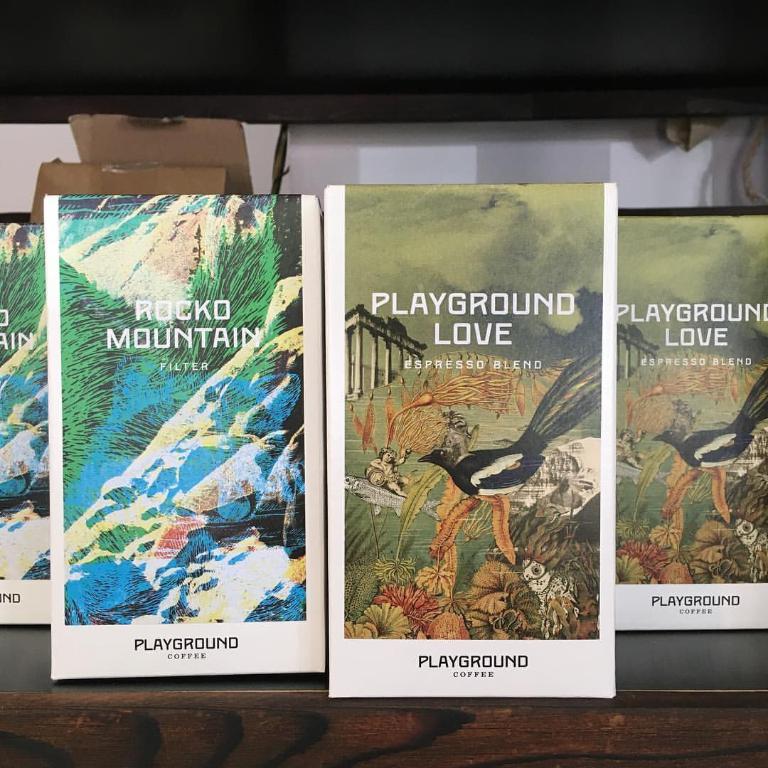 ROCKO
MOUNTAIN
FILTER
PLAYGROUND
COFFEE
PLAYGROUND
LOVE
ESPRESSO BLEND
PLAYGROUND
COFFEE
PLAYGROUND
LOVE
ESPRESSO BLEND
PLAYGROUND
COFFEE